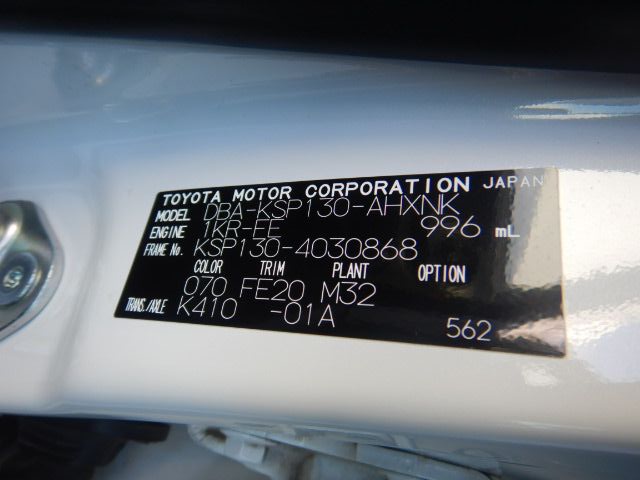 TOYOTA MOTOR CORPORATION JAPAN
MODEL DBA-KSP130-AHXNK
ENGINE 1KR-FE 996 mL
FRAME No. KSP130-4030868
COLOR TRIM PLANT OPTION
070 FE20 M32
TRANS./AXLE K410 -01A
562